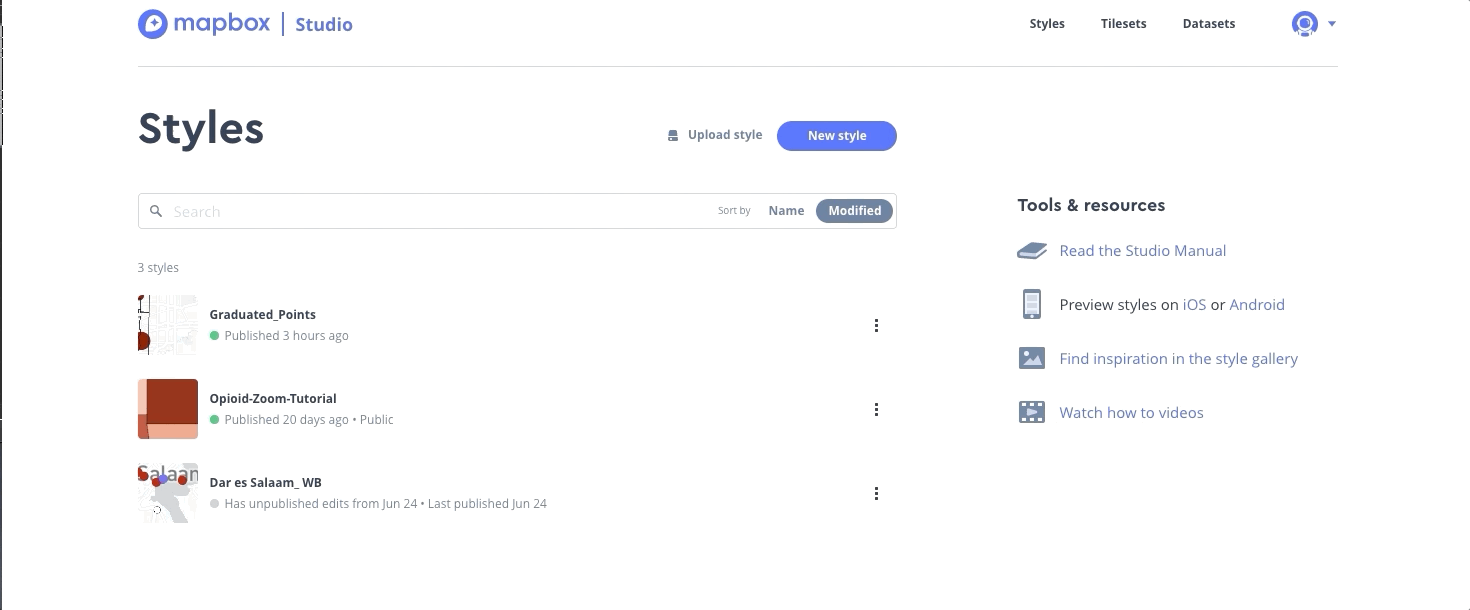 mapbox | Studio
Styles Tilesets Datasets
Styles
Upload style New style
Search Sort by Name Modified
3 styles
Graduated_Points
Published 3 hours ago
Opioid-Zoom-Tutorial
Published 20 days ago • Public
Salaam
Dar es Salaam_ WB
Has unpublished edits from Jun 24 • Last published Jun 24
Tools & resources
Read the Studio Manual
Preview styles on iOS or Android
Find inspiration in the style gallery
Watch how to videos